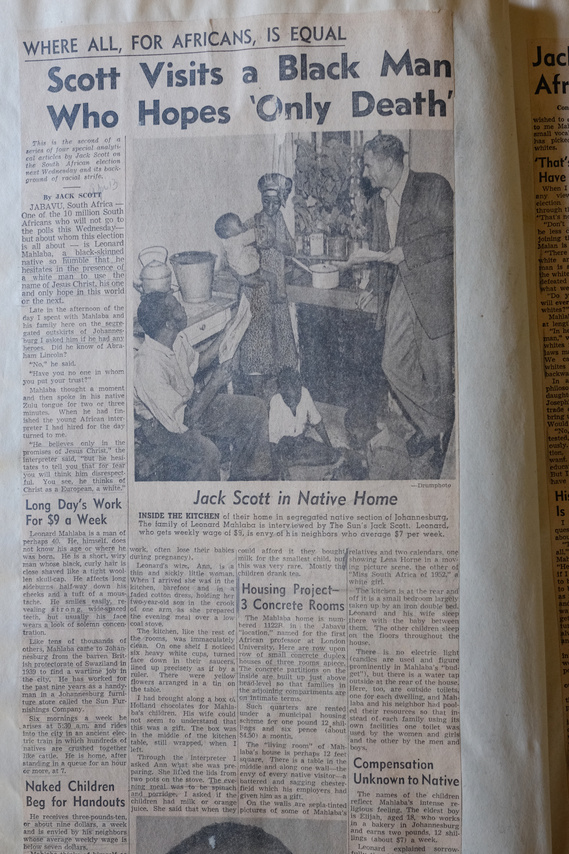 WHERE ALL, FOR AFRICANS, IS EQUAL
Scott Visits a Black Man
Who Hopes 'Only Death'
This is the second of a
series of four special analyti-
cal articles by Jack Scott on
the South African election
next Wednesday and its back-
ground of racial strife.
By JACK SCOTT
JABAVU, South Africa —
One of the 10 million South
Africans who will not go to
the polls this Wednesday—
but about whom this election
is all about — is Leonard
Mahlaba, a black-skinned
native so humble that he
hesitates in the presence of
a white man to use the
name of Jesus Christ, his one
and only hope in this world
or the next.
Late in the afternoon of the
day I spent with Mahlaba and
his family here on the segre-
gated outskirts of Johannes-
burg I asked him if he had any
heroes. Did he know of Abra-
ham Lincoln?
"No," he said.
"Have you no one in whom
you put your trust?"
Mahlaba thought a moment
and then spoke in his native
Zulu tongue for two or three
minutes. When he had fin-
ished the young African inter-
preter I had hired for the day
turned to me.
"He believes only in the
promises of Jesus Christ," the
interpreter said, "but he hesi-
tates to tell you that for fear
you will think him disrespect-
ful. You see, he thinks of
Christ as a European, a white."
Long Day's Work
For $9 a Week
Leonard Mahlaba is a man of
perhaps 40. He, himself, does
not know his age or where he
was born. He is a short, wiry
man whose black, curly hair is
close shaved like a tight wool-
len skull-cap. He affects long
sideburns half-way down his
cheeks and a tuft of a mous-
tache. He smiles easily, re-
vealing strong, wide-spaced
teeth, but usually his face
wears a look of solemn concen-
tration.
Like tens of thousands of
others, Mahlaba came to Johan-
nesburg from the barren Brit-
ish protectorate of Swaziland in
1939 to find a wartime job in
the city. He has worked for
the past nine years as a handy-
man in a Johannesburg furni-
ture store called the Sun Fur-
nishings Company.
Six mornings a week he
arises at 5:30 a.m. and rides
into the city in an ancient elec-
tric train in which hundreds of
natives are crushed together
like cattle. He is home, after
standing in a queue for an hour
or more, at 7.
Naked Children
Beg for Handouts
He receives three-pounds-ten,
or about nine dollars, a week
and is envied by his neighbors
whose average weekly wage is
below seven dollars.
—Drumphoto
Jack Scott in Native Home
INSIDE THE KITCHEN of their home in segregated native section of Johannesburg,
The family of Leonard Mahlaba is interviewed by The Sun's Jack Scott. Leonard,
who gets weekly wage of $9, is envy of his neighbors who average $7 per week.
work, often lose their babies
during pregnancy).
Leonard's wife, Ann, is a
thin and sickly little woman.
When I arrived she was in the
kitchen, barefoot and in a
faded cotton dress, holding her
two-year-old son in the crook
of one arm as she prepared
the evening meal over a low
coal stove.
The kitchen, like the rest of
the rooms, was immaculately
clean. On one shelf I noticed
six heavy white cups, turned
face down in their saucers,
lined up precisely as if by a
ruler. There were yellow
flowers arranged in a tin on
the table.
I had brought along a box of
Holland chocolates for Mahla-
ba's children. His wife could
not seem to understand that
this was a gift. The box was
in the middle of the kitchen
table, still wrapped, when I
left.
Through the interpreter I
asked Ann what she was pre-
paring. She lifted the lids from
two pots on the stove. The eve-
ning meal was to be spinach
and porridge. I asked if the
children had milk or orange
juice. She said that when they
could afford it they bought
milk for the smallest child, but
this was very rare. Mostly the
children drank tea.
Housing Project—
3 Concrete Rooms
The Mahlaba home is num-
bered 1123F in the Jabavu
"location," named for the first
African professor at London
University. Here are row upon
row of small concrete duplex
houses of three rooms apiece.
The concrete partitions on the
inside are built up just above
head-level so that families in
the adjoining compartments are
on intimate terms.
Such quarters are rented
under a municipal housing
scheme for one pound 12 shil-
lings and six pence (about
$4.50) a month.
The "living room" of Mah-
laba's house is perhaps 12 feet
square. There is a table in the
middle and along one wall—the
envy of every native visitor—a
battered and sagging chester-
field which his employers had
given him as a gift.
On the walls are sepia-tinted
pictures of some of Mahlaba's
relatives and two calendars, one
showing Lena Horne in a mov-
ing picture scene, the other of
"Miss South Africa of 1952," a
young girl.
The kitchen is at the rear and
off it is a small bedroom largely
taken up by an iron double bed.
Leonard and his wife sleep
there with the baby between
them. The other children sleep
on the floors throughout the
house.
There is no electric light
(candles are used and figure
prominently in Mahlaba's "bud-
get"), but there is a water tap
outside at the rear of the house.
Here, too, are outside toilets,
one for each dwelling, and Mah-
laba and his neighbor had pool-
ed their resources so that in-
stead of each family using its
own facilities one toilet was
used by the women and girls
and the other by the men and
boys.
Compensation
Unknown to Native
The names of the children
reflect Mahlaba's intense re-
ligious feeling. The eldest boy
is Elijah, aged 18, who works
in a bakery in Johannesburg
and earns two pounds, 12 shil-
lings (about $7) a week.
Leonard explained sorrow-